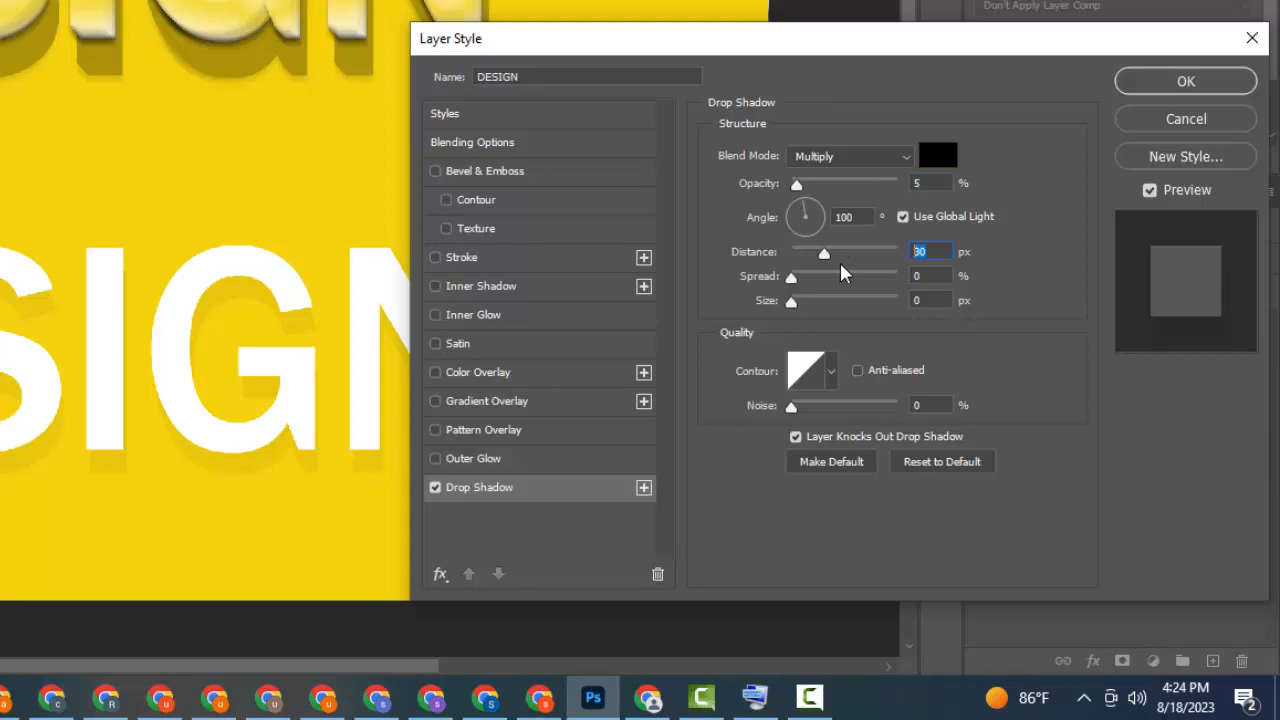 Don't Apply Layer Comp
Layer Style
Name: DESIGN
OK
Cancel
New Style...
Preview
Styles
Blending Options
Bevel & Emboss
Contour
Texture
Stroke
Inner Shadow
Inner Glow
Satin
Color Overlay
Gradient Overlay
Pattern Overlay
Outer Glow
Drop Shadow
fx
Drop Shadow
Structure
Blend Mode: Multiply
Opacity: 5 %
Angle: 100 ° Use Global Light
Distance: 30 px
Spread: 0 %
Size: 0 px
Quality
Contour: Anti-aliased
Noise: 0 %
Layer Knocks Out Drop Shadow
Make Default Reset to Default
SIGN
fx
Ps
86°F
4:24 PM
8/18/2023
2